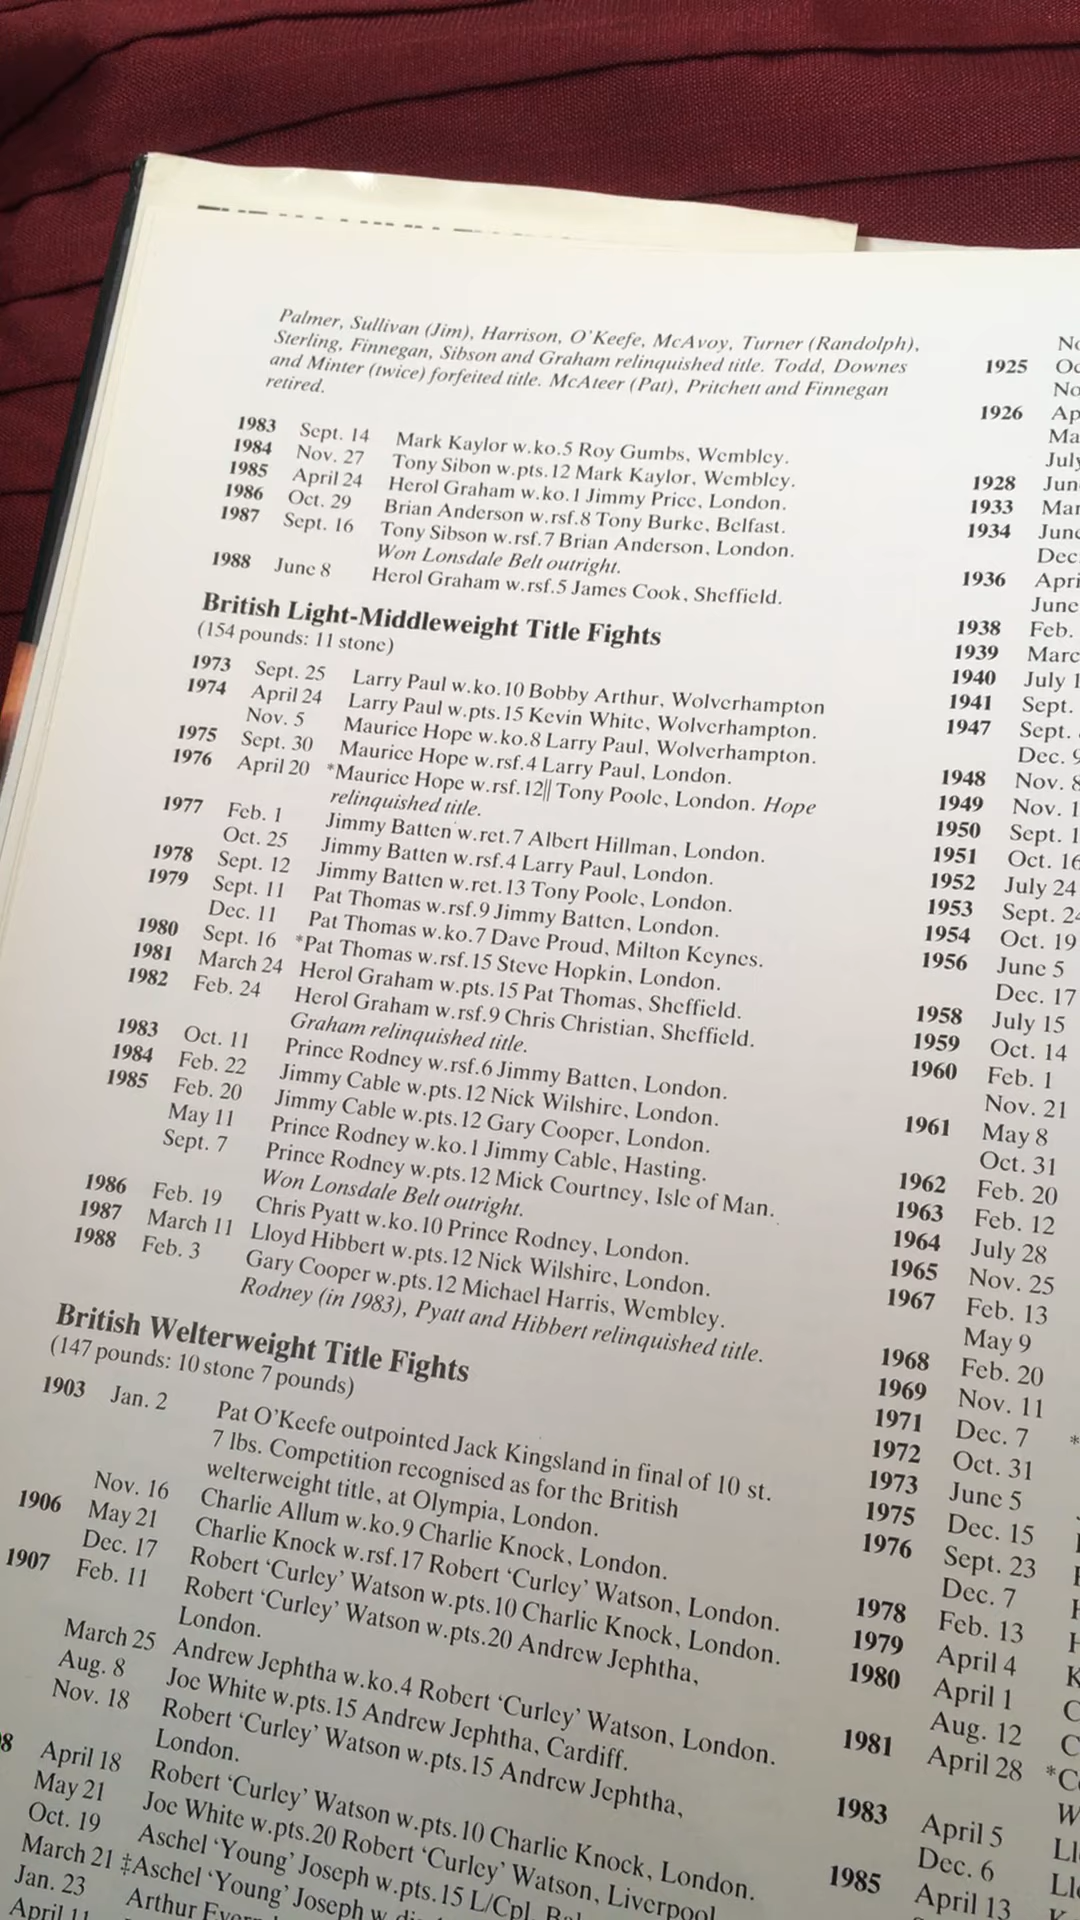 Palmer, Sullivan (Jim), Harrison, O'Keefe, McAvoy, Turner (Randolph),
Sterling, Finnegan, Sibson and Graham relinquished title. Todd, Downes
and Minter (twice) forfeited title. McAteer (Pat), Pritchett and Finnegan
retired.
1983 Sept. 14 Mark Kaylor w.ko.5 Roy Gumbs, Wembley.
1984 Nov. 27 Tony Sibon w.pts.12 Mark Kaylor, Wembley.
1985 April 24 Herol Graham w.ko.1 Jimmy Price, London.
1986 Oct. 29 Brian Anderson w.rsf.8 Tony Burke, Belfast.
1987 Sept. 16 Tony Sibson w.rsf.7 Brian Anderson, London.
Won Lonsdale Belt outright.
1988 June 8 Herol Graham w.rsf.5 James Cook, Sheffield.
British Light-Middleweight Title Fights
(154 pounds: 11 stone)
1973 Sept. 25 Larry Paul w.ko.10 Bobby Arthur, Wolverhampton
1974 April 24 Larry Paul w.pts.15 Kevin White, Wolverhampton.
Nov. 5 Maurice Hope w.ko.8 Larry Paul, Wolverhampton.
1975 Sept. 30 Maurice Hope w.rsf.4 Larry Paul, London.
1976 April 20 *Maurice Hope w.rsf.12|| Tony Poole, London. Hope
relinquished title.
1977 Feb. 1 Jimmy Batten w.ret.7 Albert Hillman, London.
Oct. 25 Jimmy Batten w.rsf.4 Larry Paul, London.
1978 Sept. 12 Jimmy Batten w.ret.13 Tony Poole, London.
1979 Sept. 11 Pat Thomas w.rsf.9 Jimmy Batten, London.
Dec. 11 Pat Thomas w.ko.7 Dave Proud, Milton Keynes.
1980 Sept. 16 *Pat Thomas w.rsf.15 Steve Hopkin, London.
1981 March 24 Herol Graham w.pts.15 Pat Thomas, Sheffield.
1982 Feb. 24 Herol Graham w.rsf.9 Chris Christian, Sheffield.
Graham relinquished title.
1983 Oct. 11 Prince Rodney w.rsf.6 Jimmy Batten, London.
1984 Feb. 22 Jimmy Cable w.pts.12 Nick Wilshire, London.
1985 Feb. 20 Jimmy Cable w.pts.12 Gary Cooper, London.
May 11 Prince Rodney w.ko.1 Jimmy Cable, Hasting.
Sept. 7 Prince Rodney w.pts.12 Mick Courtney, Isle of Man.
Won Lonsdale Belt outright.
1986 Feb. 19 Chris Pyatt w.ko.10 Prince Rodney, London.
1987 March 11 Lloyd Hibbert w.pts.12 Nick Wilshire, London.
1988 Feb. 3 Gary Cooper w.pts.12 Michael Harris, Wembley.
Rodney (in 1983), Pyatt and Hibbert relinquished title.
British Welterweight Title Fights
(147 pounds: 10 stone 7 pounds)
1903 Jan. 2 Pat O'Keefe outpointed Jack Kingsland in final of 10 st.
7 lbs. Competition recognised as for the British
welterweight title, at Olympia, London.
Nov. 16 Charlie Allum w.ko.9 Charlie Knock, London.
1906 May 21 Charlie Knock w.rsf.17 Robert 'Curley' Watson, London.
Dec. 17 Robert 'Curley' Watson w.pts.10 Charlie Knock, London.
1907 Feb. 11 Robert 'Curley' Watson w.pts.20 Andrew Jephtha,
London.
March 25 Andrew Jephtha w.ko.4 Robert 'Curley' Watson, London.
Aug. 8 Joe White w.pts.15 Andrew Jephtha, Cardiff.
Nov. 18 Robert 'Curley' Watson w.pts.15 Andrew Jephtha,
London.
08 April 18 Robert 'Curley' Watson w.pts.10 Charlie Knock, London.
May 21 Joe White w.pts.20 Robert 'Curley' Watson, Liverpool
Oct. 19 Aschel 'Young' Joseph w.pts.15 L/Cpl.
March 21 ‡Aschel 'Young' Joseph w.
Jan. 23 Arthur
April 11
1925
1926
July
1928
1933
1934 June
Dec.
1936 April
June
1938 Feb.
1939
1940 July
1941 Sept.
1947 Sept.
Dec.
1948 Nov. 8
1949 Nov.
1950 Sept.
1951 Oct. 16
1952 July 24
1953 Sept.
1954 Oct. 19
1956 June 5
Dec. 17
1958 July 15
1959 Oct. 14
1960 Feb. 1
Nov. 21
1961 May 8
Oct. 31
1962 Feb. 20
1963 Feb. 12
1964 July 28
1965 Nov. 25
1967 Feb. 13
May 9
1968 Feb. 20
1969 Nov. 11
1971 Dec. 7 *
1972 Oct. 31
1973 June 5
1975 Dec. 15
1976 Sept. 23
Dec. 7
1978 Feb. 13
1979 April 4
1980 April 1
Aug. 12
1981 April 28 *C
W
1983 April 5 Ll
Dec. 6 Ll
1985 April 13 K